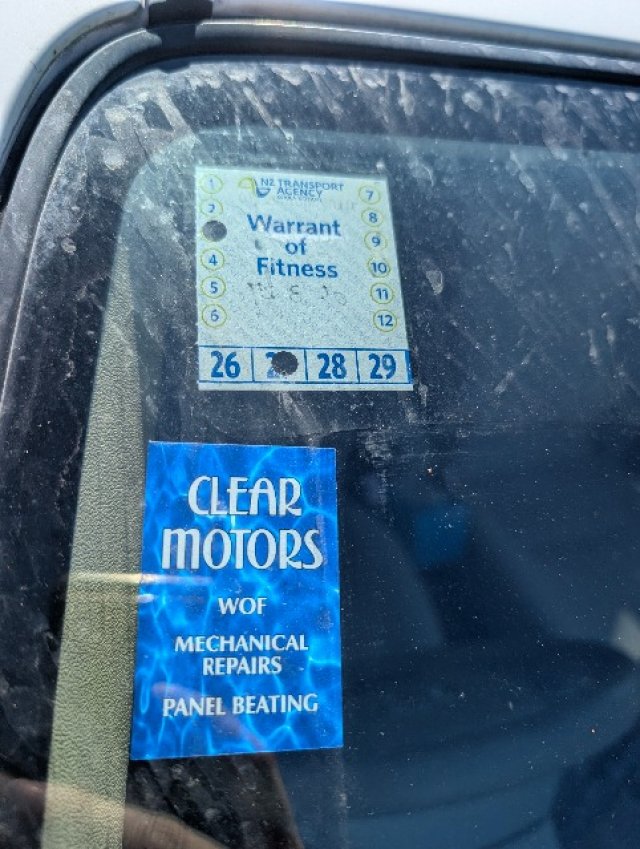 NZ TRANSPORT
AGENCY
Warrant
of
Fitness
1 7
2 8
9
4 10
5 11
6 12
26 28 29
CLEAR
MOTORS
WOF
MECHANICAL
REPAIRS
PANEL BEATING